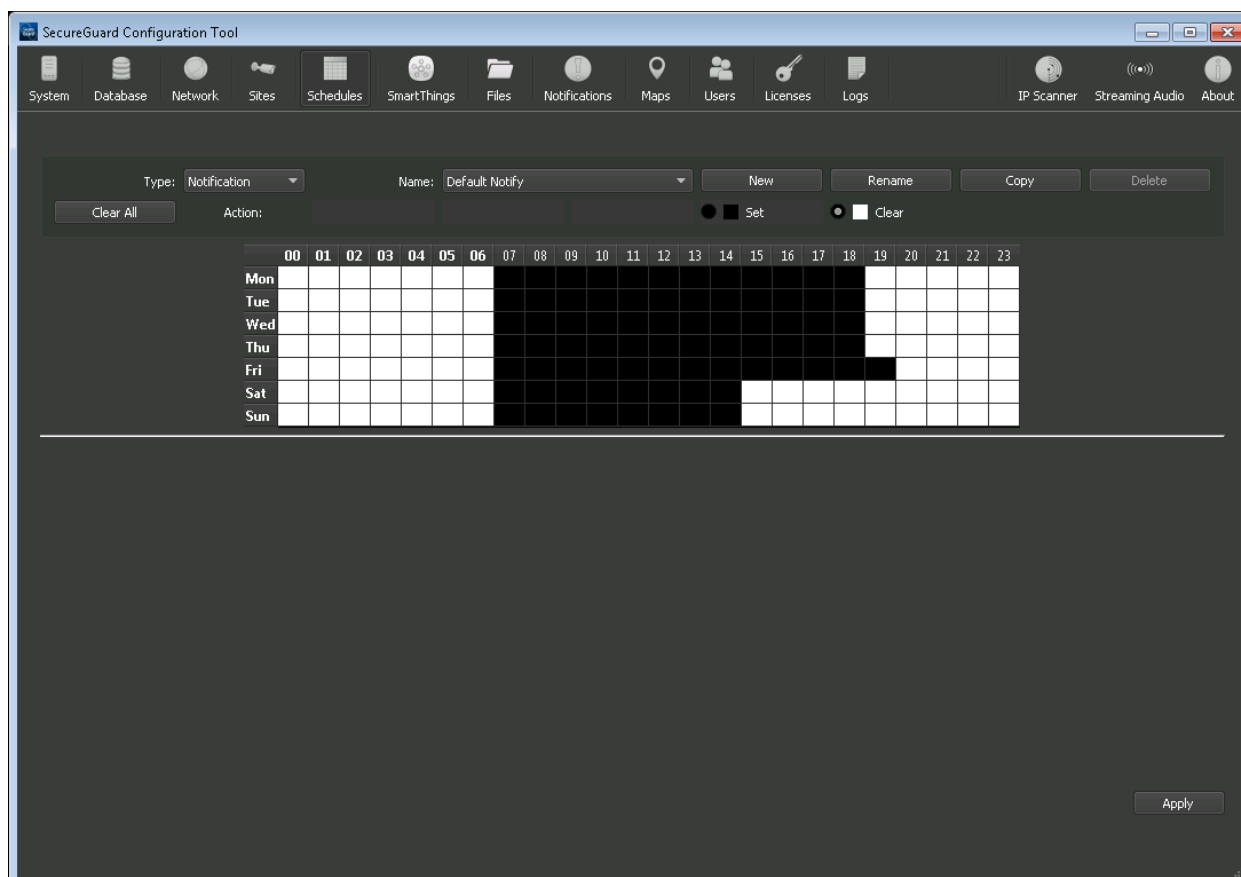 SecureGuard Configuration Tool
System Database Network Sites Schedules SmartThings Files Notifications Maps Users Licenses Logs IP Scanner Streaming Audio About
Type: Notification Name: Default Notify New Rename Copy Delete
Clear All Action: Set Clear
00 01 02 03 04 05 06 07 08 09 10 11 12 13 14 15 16 17 18 19 20 21 22 23
Mon
Tue
Wed
Thu
Fri
Sat
Sun
Apply